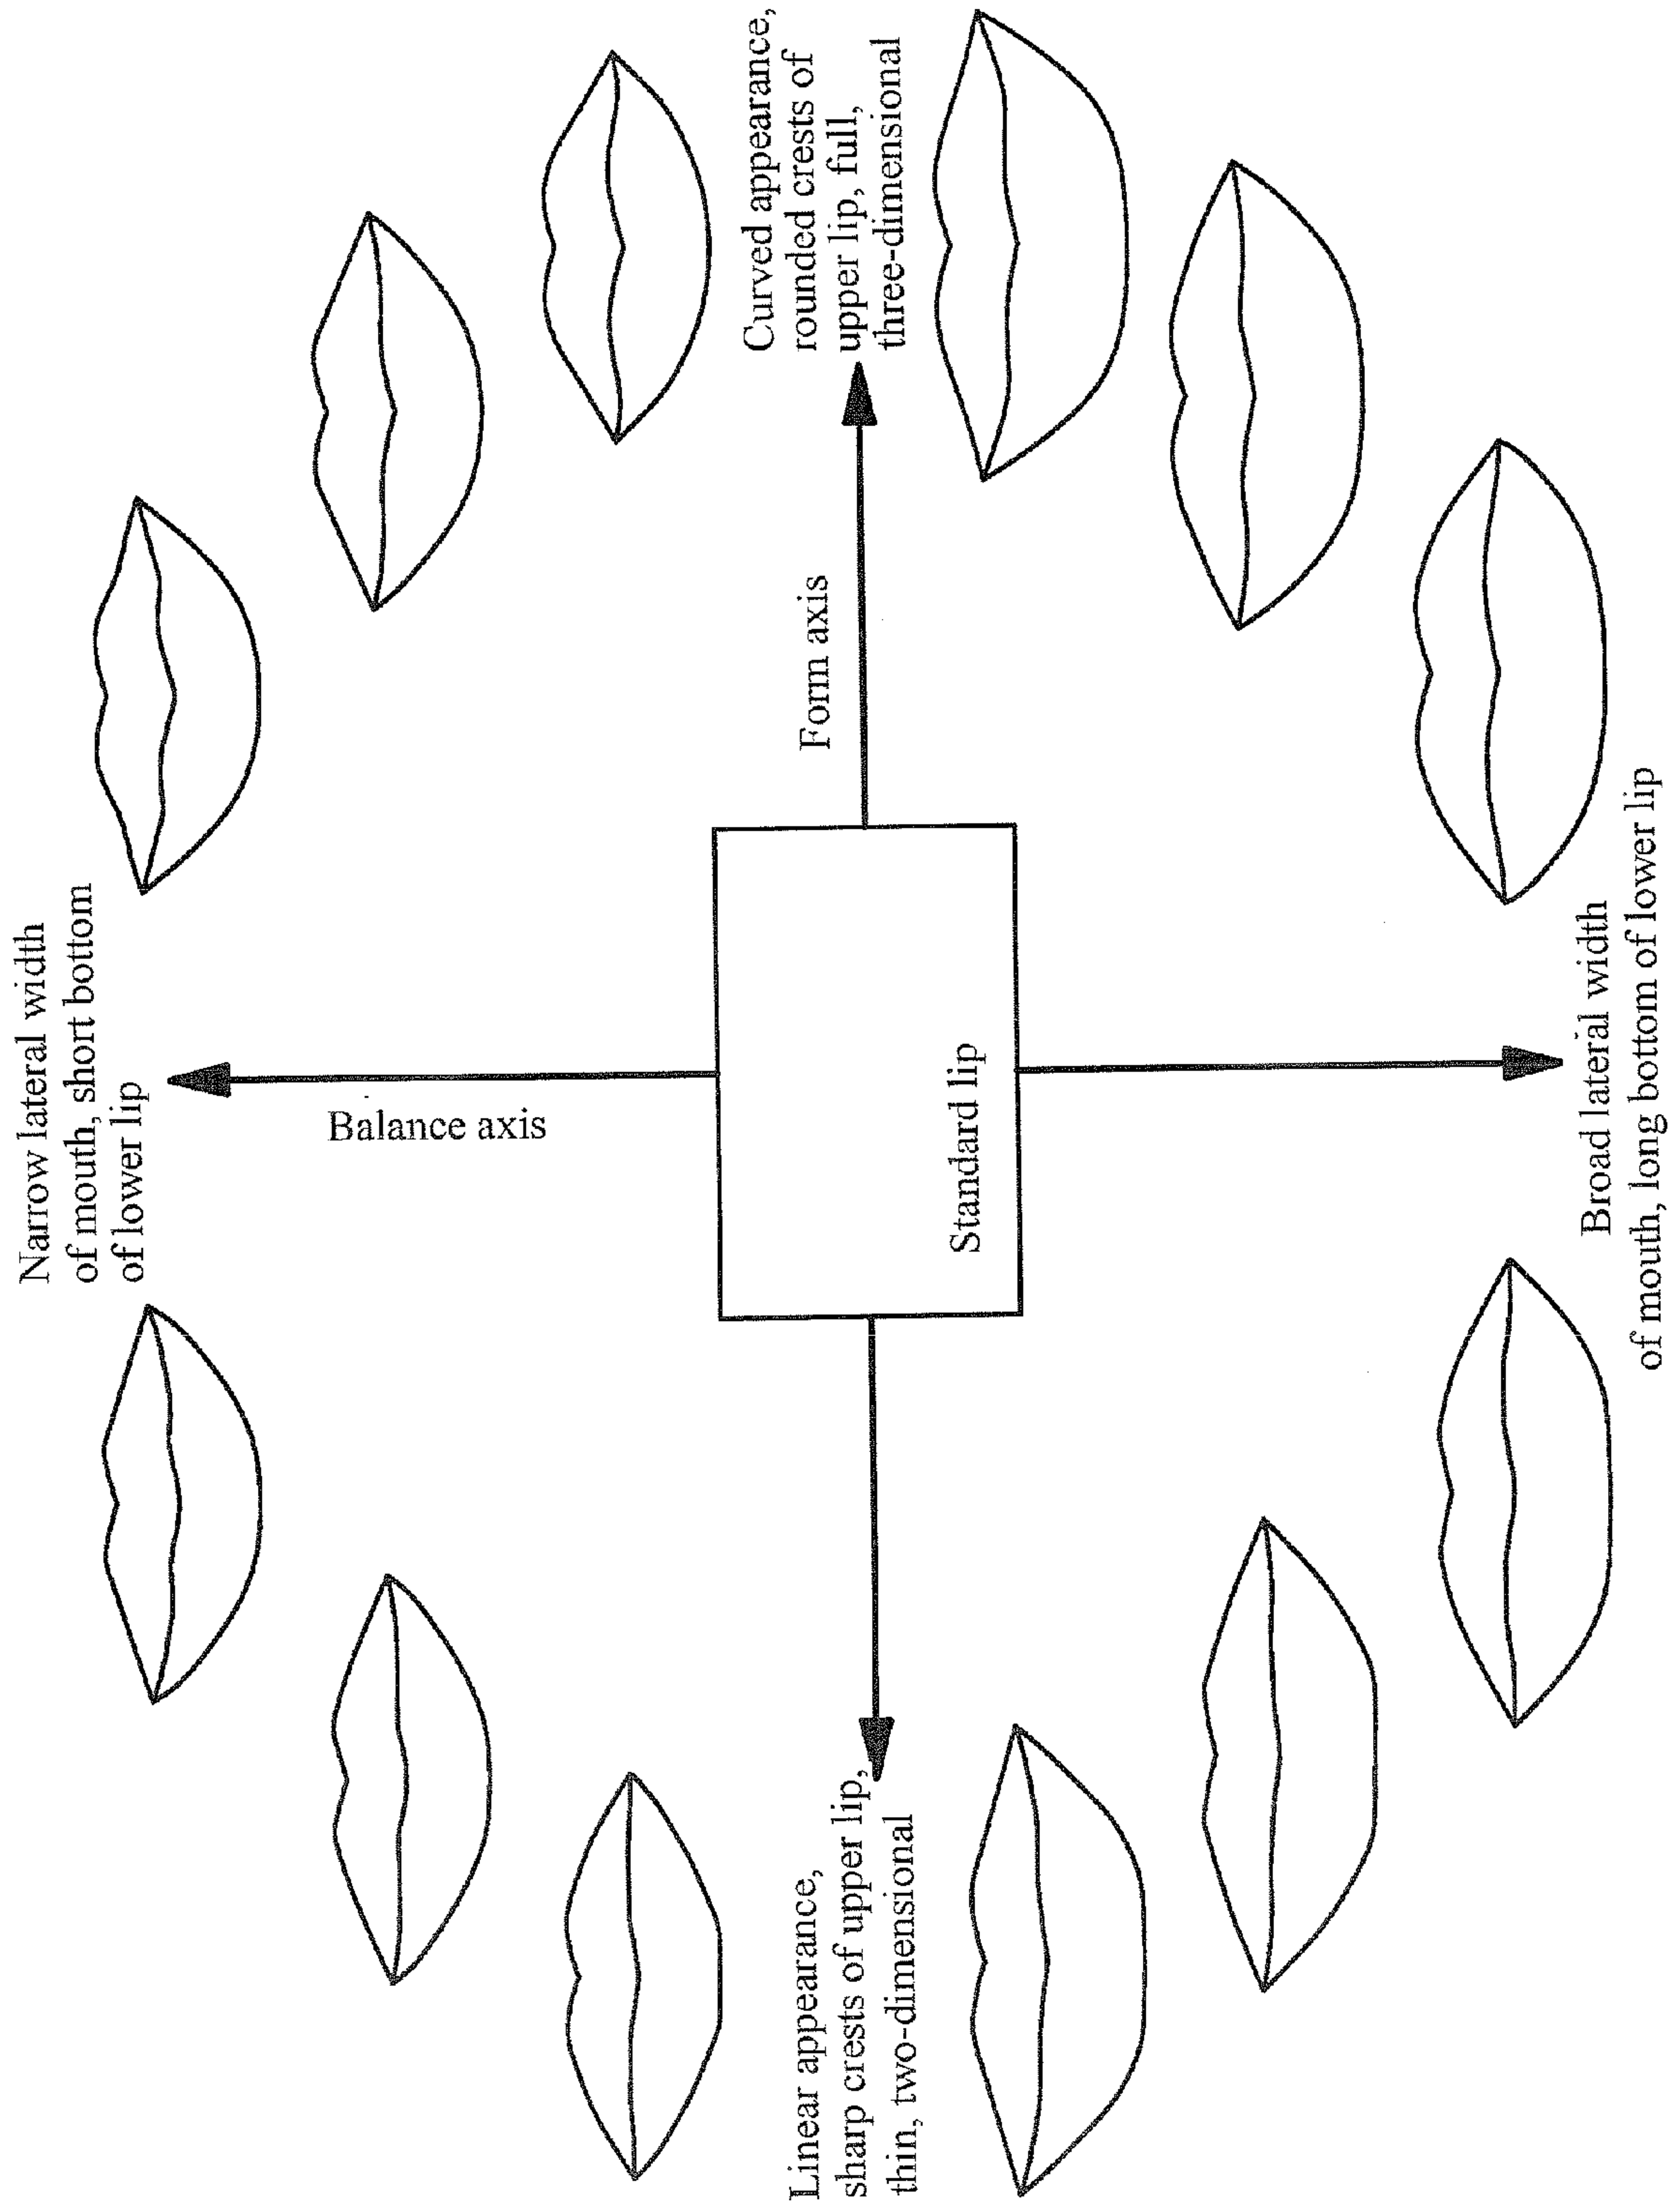 Narrow lateral width
of mouth, short bottom
of lower lip
Balance axis
Curved appearance,
rounded crests of
upper lip, full,
three-dimensional
Form axis
Standard lip
Linear appearance,
sharp crests of upper lip,
thin, two-dimensional
Broad lateral width
of mouth, long bottom of lower lip